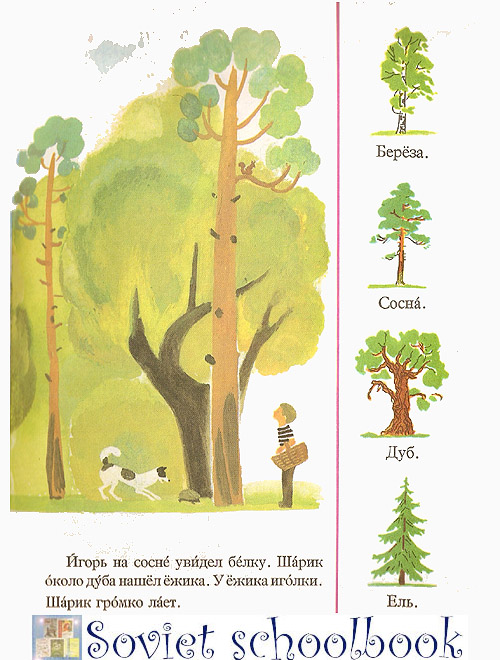 Берёза.
Сосна́.
Дуб.
Ель.
И́горь на сосне́ уви́дел бе́лку. Ша́рик
о́коло ду́ба нашёл ёжика. У ёжика иго́лки.
Ша́рик гро́мко ла́ет.
Soviet schoolbook